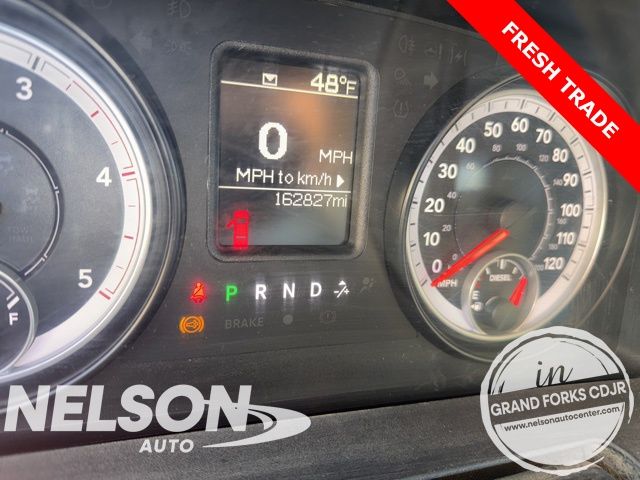 FRESH TRADE
48°F
0 MPH
MPH to km/h
162827mi
3
4
5
F
0 10 20 30 40 50 60 70 80 90 100 110 120
MPH
DIESEL
E
P R N D
BRAKE
NELSON
AUTO
in
GRAND FORKS CDJR
www.nelsonautocenter.com